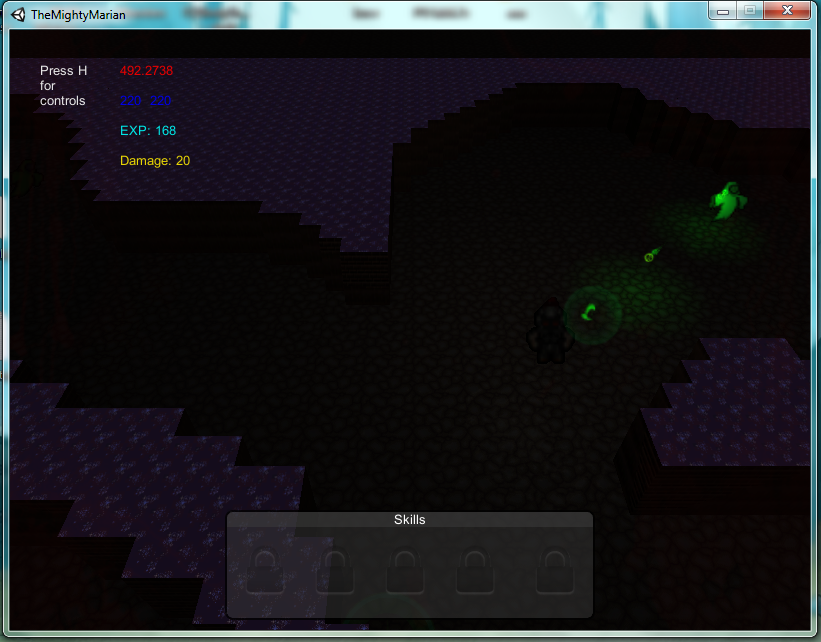 TheMightyMarian
Press H
for
controls
492.2738
220 220
EXP: 168
Damage: 20
Skills